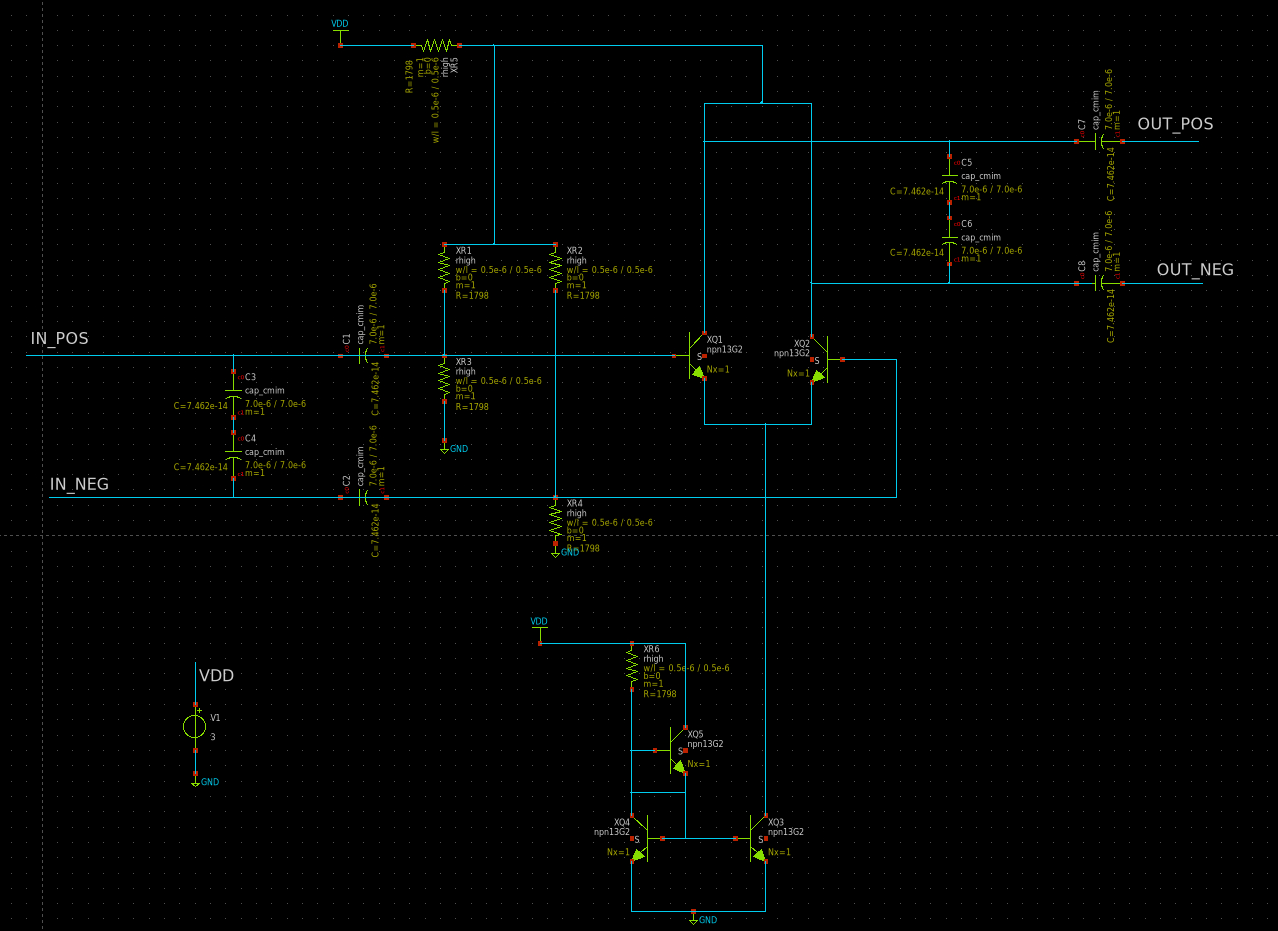 VDD
R=1798
m=1
b=0
w/l = 0.5e-6 / 0.5e-6
rhigh
XR5
C7
cap_cmim
7.0e-6 / 7.0e-6
m=1
C=7.462e-14
OUT_POS
C5
cap_cmim
7.0e-6 / 7.0e-6
m=1
C=7.462e-14
C6
cap_cmim
7.0e-6 / 7.0e-6
m=1
C=7.462e-14
C8
cap_cmim
7.0e-6 / 7.0e-6
m=1
C=7.462e-14
OUT_NEG
XR1
rhigh
w/l = 0.5e-6 / 0.5e-6
b=0
m=1
R=1798
XR2
rhigh
w/l = 0.5e-6 / 0.5e-6
b=0
m=1
R=1798
IN_POS
C1
cap_cmim
7.0e-6 / 7.0e-6
m=1
C=7.462e-14
XR3
rhigh
w/l = 0.5e-6 / 0.5e-6
b=0
m=1
R=1798
GND
XQ1
npn13G2
S
Nx=1
XQ2
npn13G2
S
Nx=1
C3
cap_cmim
7.0e-6 / 7.0e-6
m=1
C=7.462e-14
C4
cap_cmim
7.0e-6 / 7.0e-6
m=1
C=7.462e-14
IN_NEG
C2
cap_cmim
7.0e-6 / 7.0e-6
m=1
C=7.462e-14
XR4
rhigh
w/l = 0.5e-6 / 0.5e-6
b=0
m=1
R=1798
GND
VDD
XR6
rhigh
w/l = 0.5e-6 / 0.5e-6
b=0
m=1
R=1798
VDD
V1
3
GND
XQ5
npn13G2
S
Nx=1
XQ4
npn13G2
S
Nx=1
XQ3
npn13G2
S
Nx=1
GND